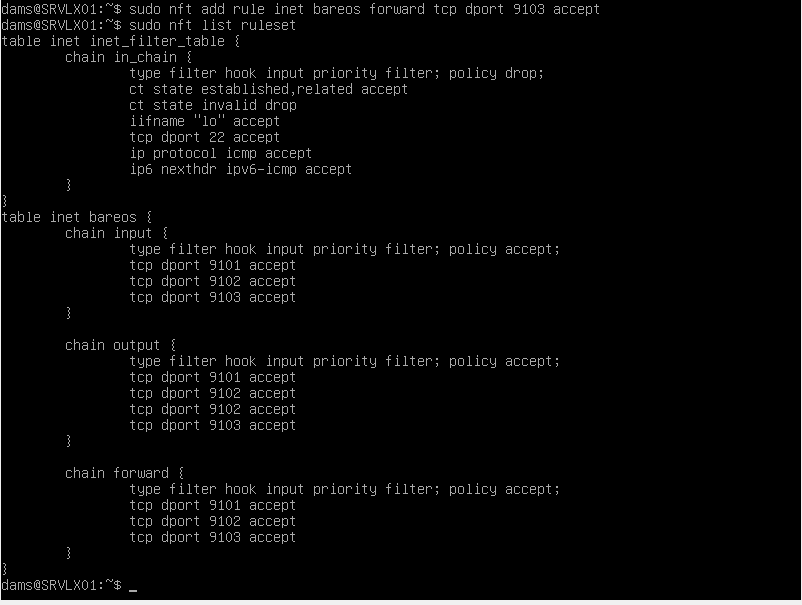 dams@SRVLX01:~$ sudo nft add rule inet bareos forward tcp dport 9103 accept
dams@SRVLX01:~$ sudo nft list ruleset
table inet inet_filter_table {
        chain in_chain {
                type filter hook input priority filter; policy drop;
                ct state established,related accept
                ct state invalid drop
                iifname "lo" accept
                tcp dport 22 accept
                ip protocol icmp accept
                ip6 nexthdr ipv6-icmp accept
        }
}
table inet bareos {
        chain input {
                type filter hook input priority filter; policy accept;
                tcp dport 9101 accept
                tcp dport 9102 accept
                tcp dport 9103 accept
        }

        chain output {
                type filter hook input priority filter; policy accept;
                tcp dport 9101 accept
                tcp dport 9102 accept
                tcp dport 9102 accept
                tcp dport 9103 accept
        }

        chain forward {
                type filter hook input priority filter; policy accept;
                tcp dport 9101 accept
                tcp dport 9102 accept
                tcp dport 9103 accept
        }
}
dams@SRVLX01:~$ _